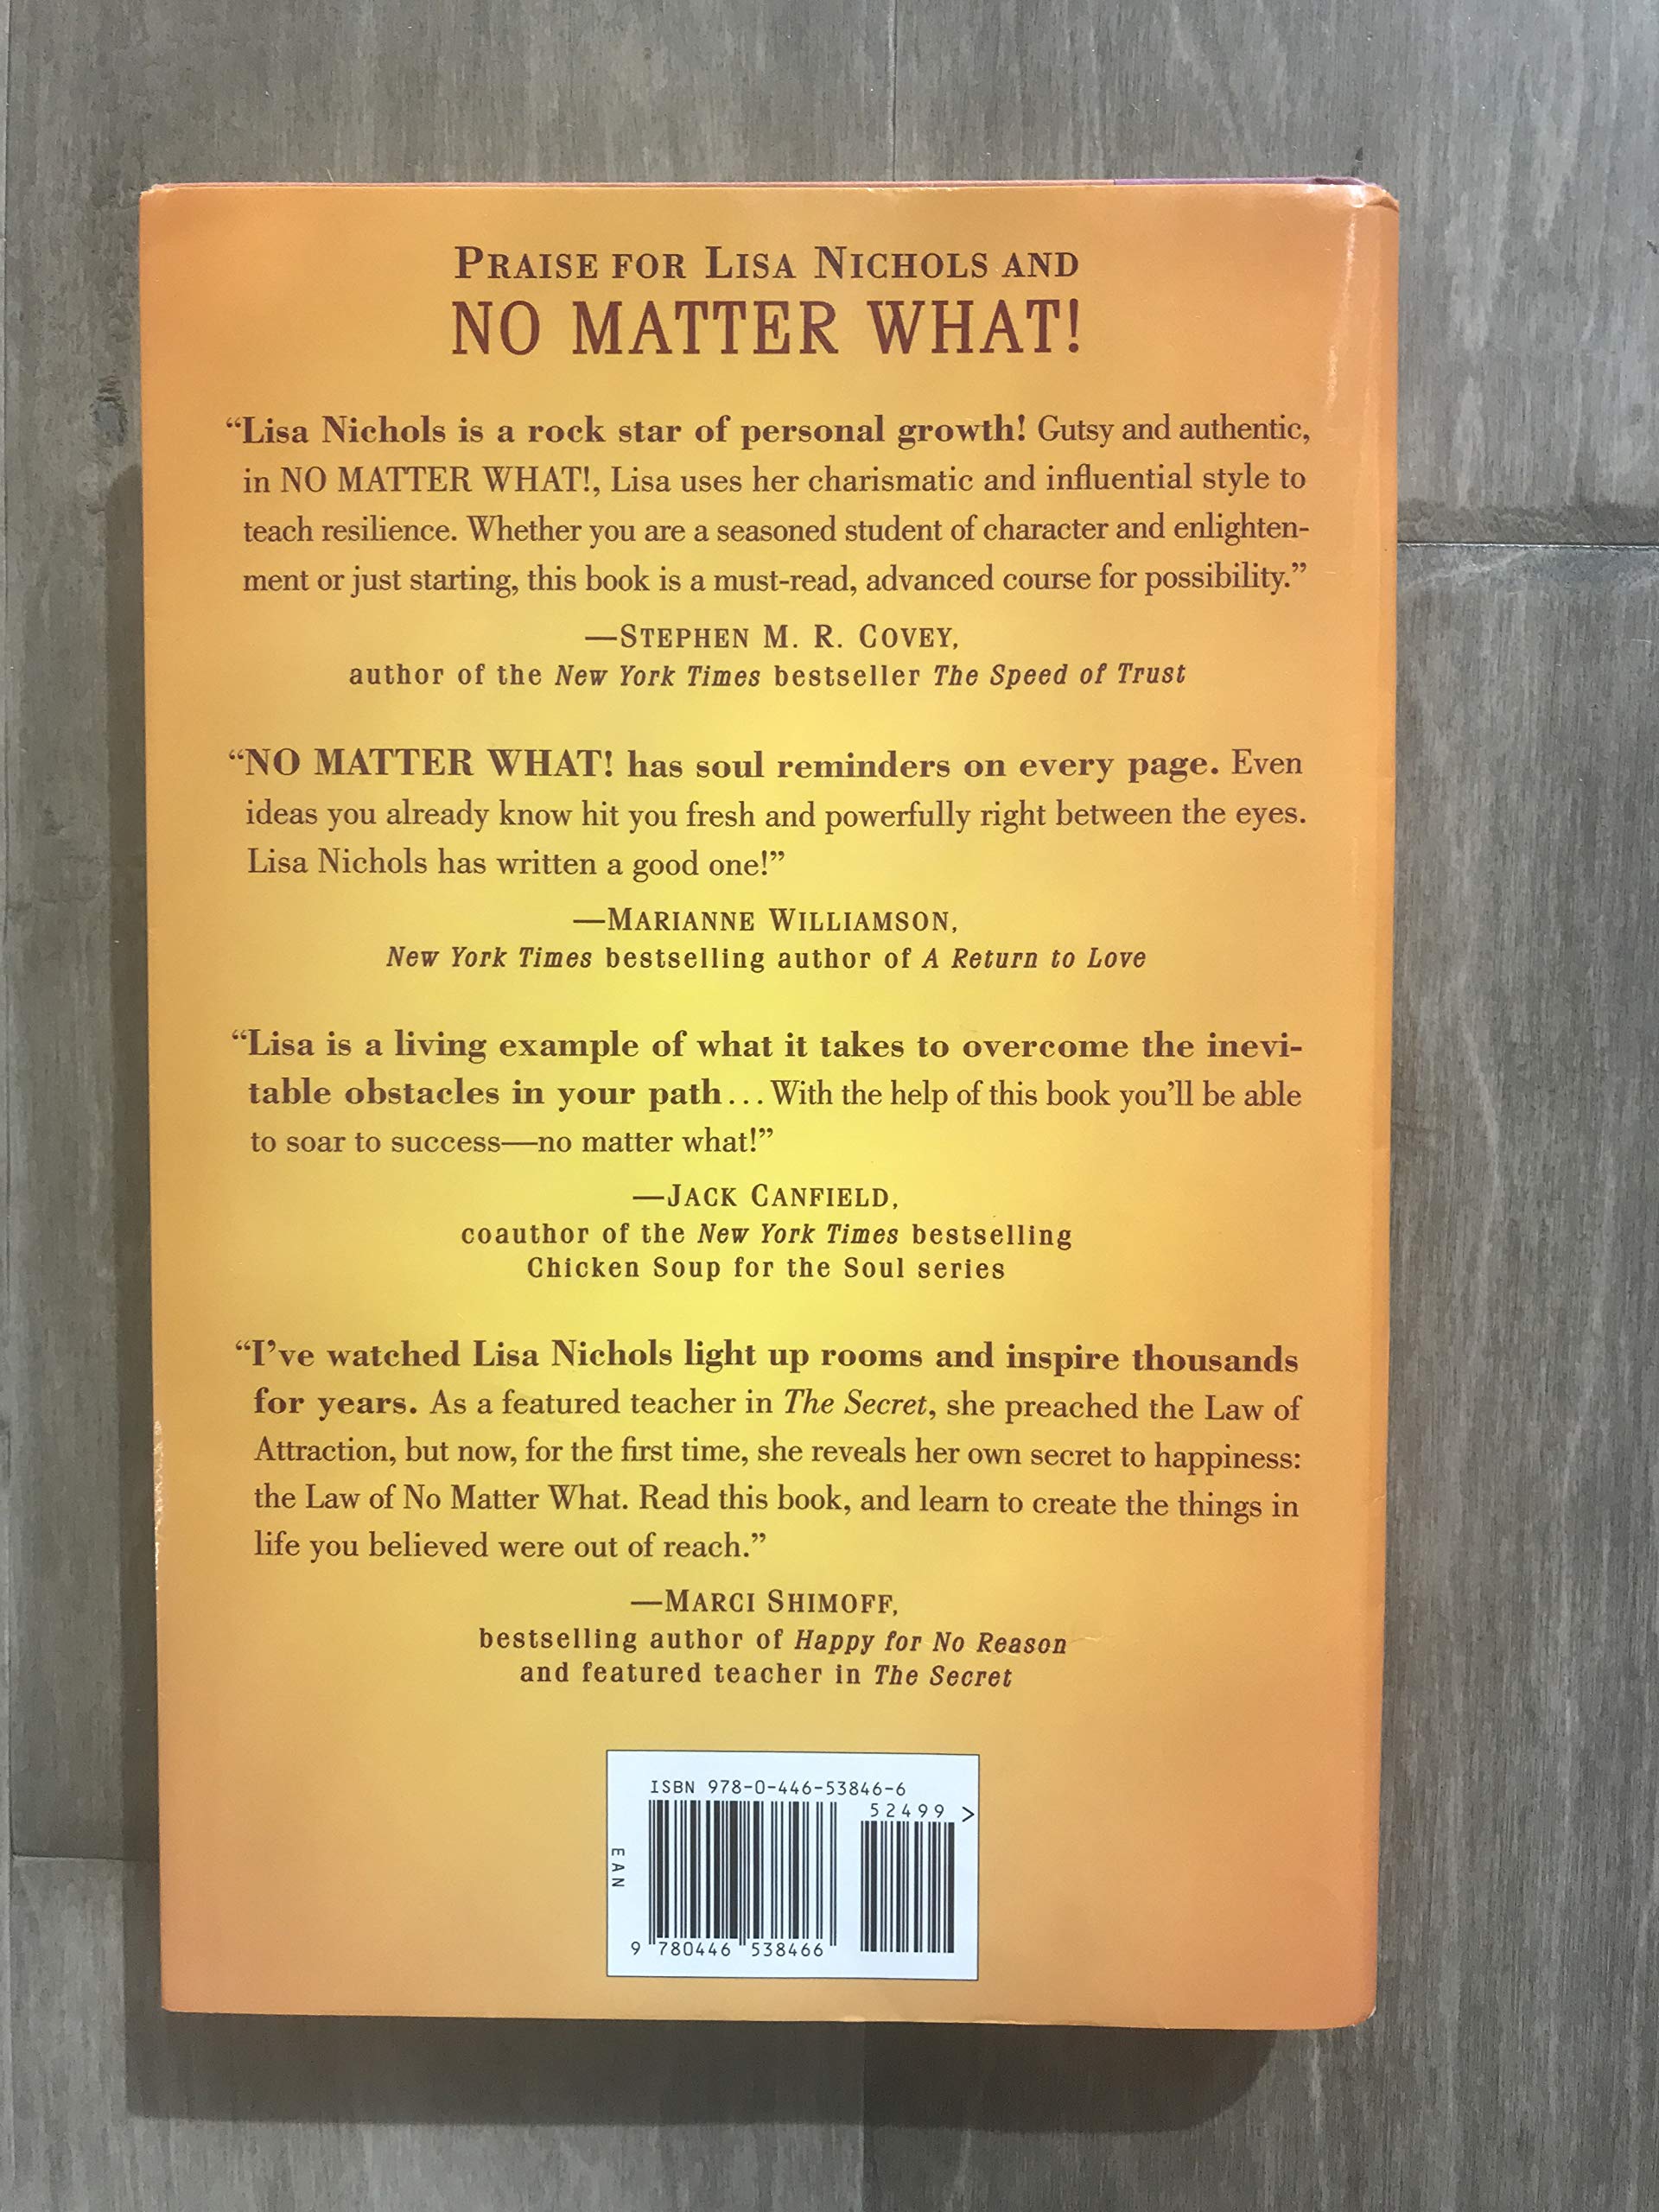 PRAISE FOR LISA NICHOLS AND
NO MATTER WHAT!
“Lisa Nichols is a rock star of personal growth! Gutsy and authentic,
in NO MATTER WHAT!, Lisa uses her charismatic and influential style to
teach resilience. Whether you are a seasoned student of character and enlighten-
ment or just starting, this book is a must-read, advanced course for possibility.”
—STEPHEN M. R. COVEY,
author of the New York Times bestseller The Speed of Trust
“NO MATTER WHAT! has soul reminders on every page. Even
ideas you already know hit you fresh and powerfully right between the eyes.
Lisa Nichols has written a good one!”
—MARIANNE WILLIAMSON,
New York Times bestselling author of A Return to Love
“Lisa is a living example of what it takes to overcome the inevi-
table obstacles in your path... With the help of this book you’ll be able
to soar to success—no matter what!”
—JACK CANFIELD,
coauthor of the New York Times bestselling
Chicken Soup for the Soul series
“I’ve watched Lisa Nichols light up rooms and inspire thousands
for years. As a featured teacher in The Secret, she preached the Law of
Attraction, but now, for the first time, she reveals her own secret to happiness:
the Law of No Matter What. Read this book, and learn to create the things in
life you believed were out of reach.”
—MARCI SHIMOFF,
bestselling author of Happy for No Reason
and featured teacher in The Secret
ISBN 978-0-446-53846-6
52499 >
EAN
9 780446 538466